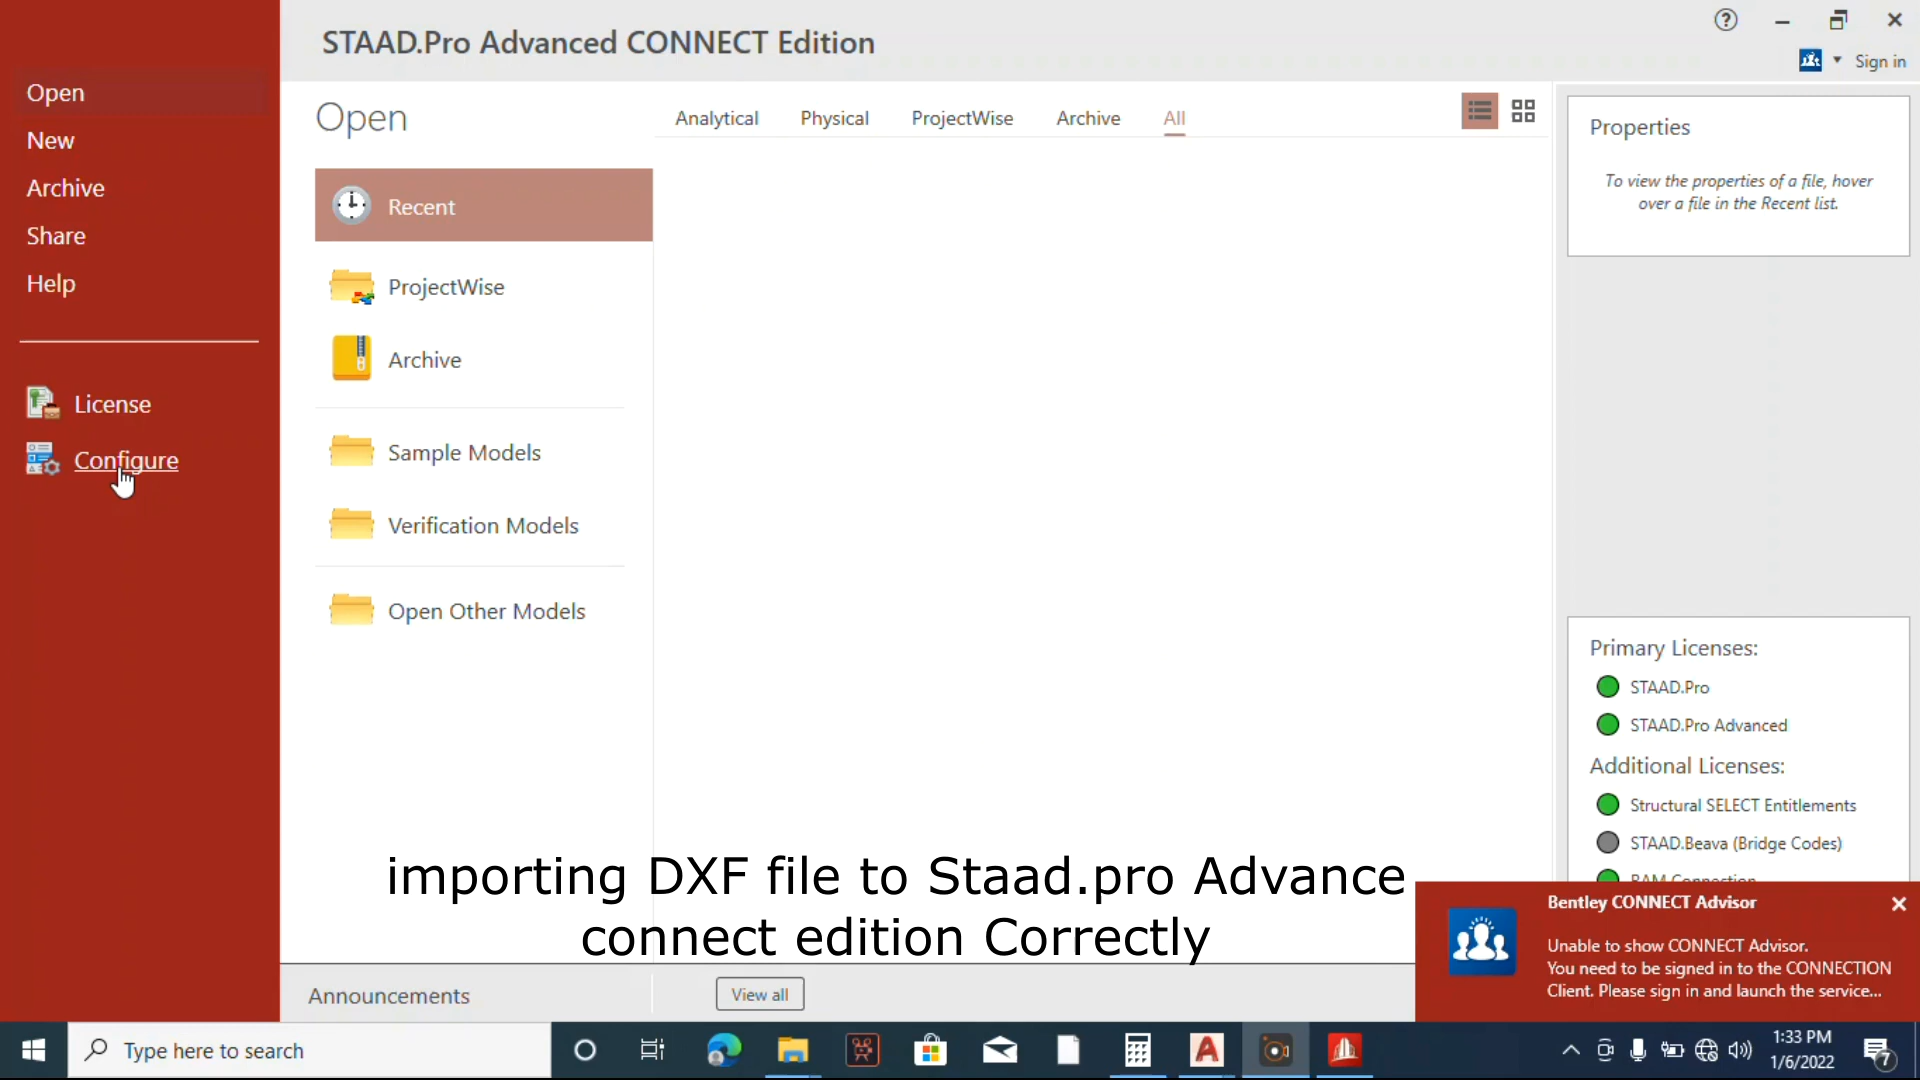 STAAD.Pro Advanced CONNECT Edition
Sign in
Open
New
Archive
Share
Help
License
Configure
Open
Recent
ProjectWise
Archive
Sample Models
Verification Models
Open Other Models
Analytical
Physical
ProjectWise
Archive
All
Properties
To view the properties of a file, hover
over a file in the Recent list.
Primary Licenses:
STAAD.Pro
STAAD.Pro Advanced
Additional Licenses:
Structural SELECT Entitlements
STAAD.Beava (Bridge Codes)
RAM Connection
importing DXF file to Staad.pro Advance
connect edition Correctly
Bentley CONNECT Advisor
Unable to show CONNECT Advisor.
You need to be signed in to the CONNECTION
Client. Please sign in and launch the service...
Announcements
View all
Type here to search
1:33 PM
1/6/2022
7